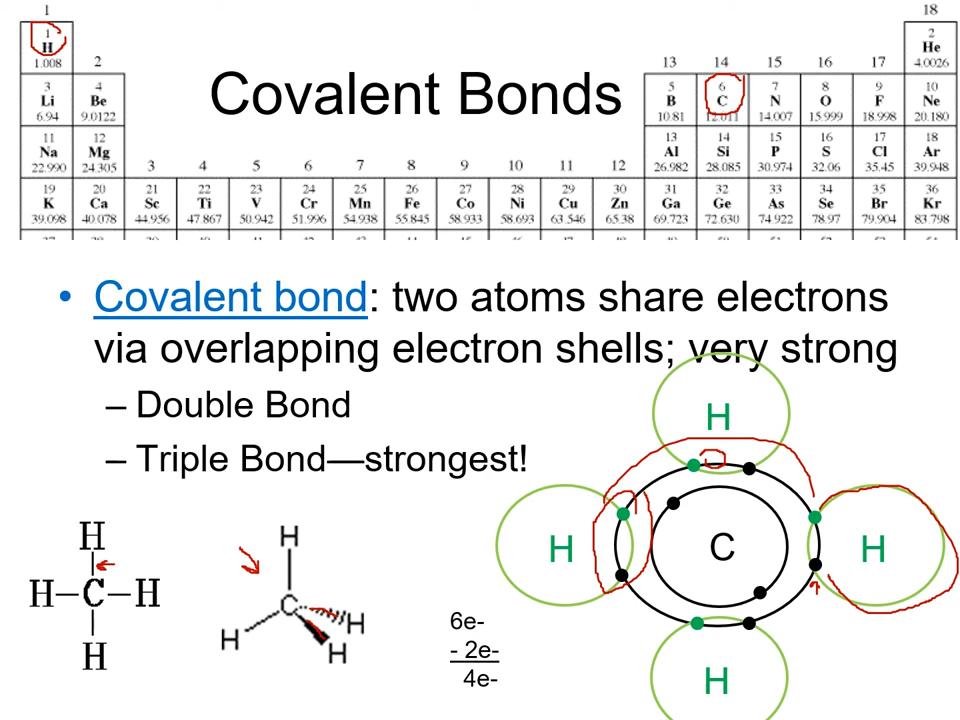 1 18
1 2
H He
1.008 2 13 14 15 16 17 4.0026
Covalent Bonds
3 4 5 6 7 8 9 10
Li Be B C N O F Ne
6.94 9.0122 10.81 12.011 14.007 15.999 18.998 20.180
11 12 13 14 15 16 17 18
Na Mg Al Si P S Cl Ar
22.990 24.305 3 4 5 6 7 8 9 10 11 12 26.982 28.085 30.974 32.06 35.45 39.948
19 20 21 22 23 24 25 26 27 28 29 30 31 32 33 34 35 36
K Ca Sc Ti V Cr Mn Fe Co Ni Cu Zn Ga Ge As Se Br Kr
39.098 40.078 44.956 47.867 50.942 51.996 54.938 55.845 58.933 58.693 63.546 65.38 69.723 72.630 74.922 78.97 79.904 83.798
• Covalent bond: two atoms share electrons
via overlapping electron shells; very strong
– Double Bond
– Triple Bond—strongest!
H
H–C–H
H
H
C
H
H
H
6e-
- 2e-
4e-
H
H C H
H